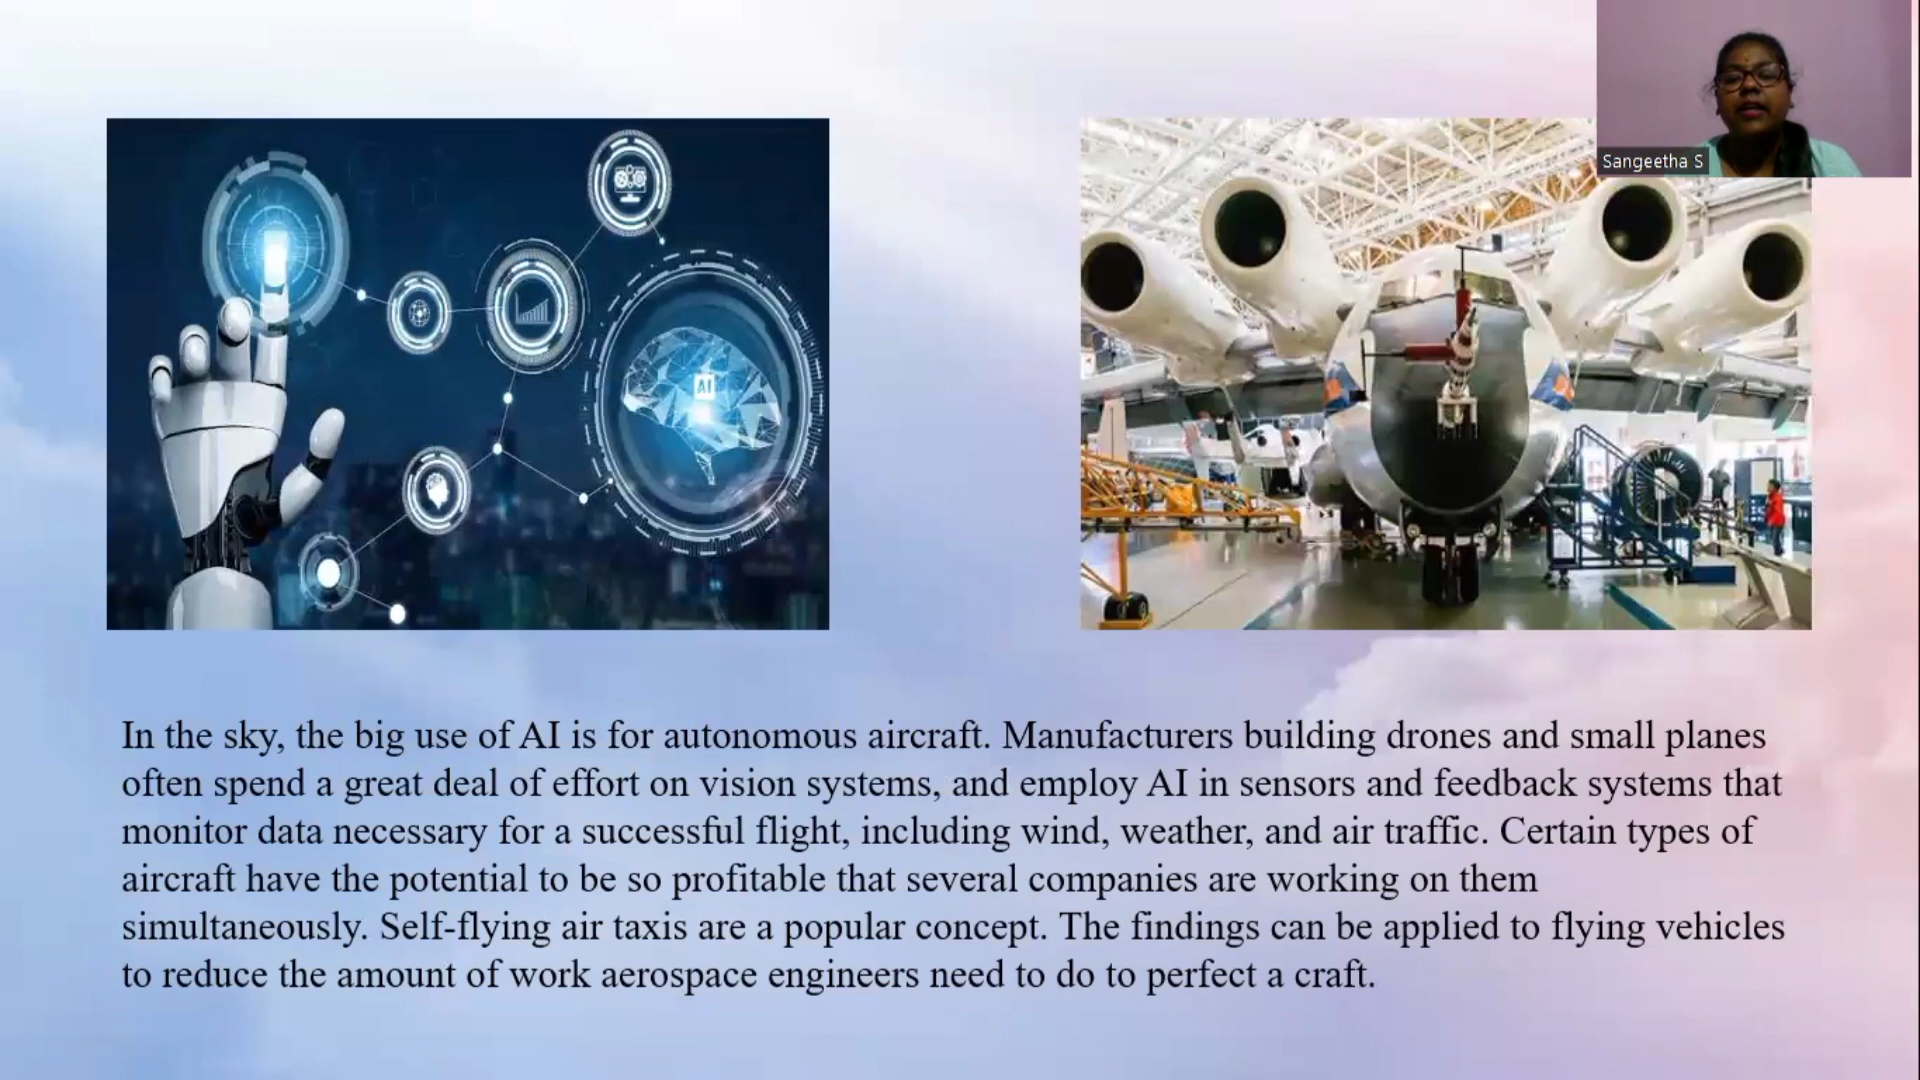 Sangeetha S
AI
In the sky, the big use of AI is for autonomous aircraft. Manufacturers building drones and small planes
often spend a great deal of effort on vision systems, and employ AI in sensors and feedback systems that
monitor data necessary for a successful flight, including wind, weather, and air traffic. Certain types of
aircraft have the potential to be so profitable that several companies are working on them
simultaneously. Self-flying air taxis are a popular concept. The findings can be applied to flying vehicles
to reduce the amount of work aerospace engineers need to do to perfect a craft.